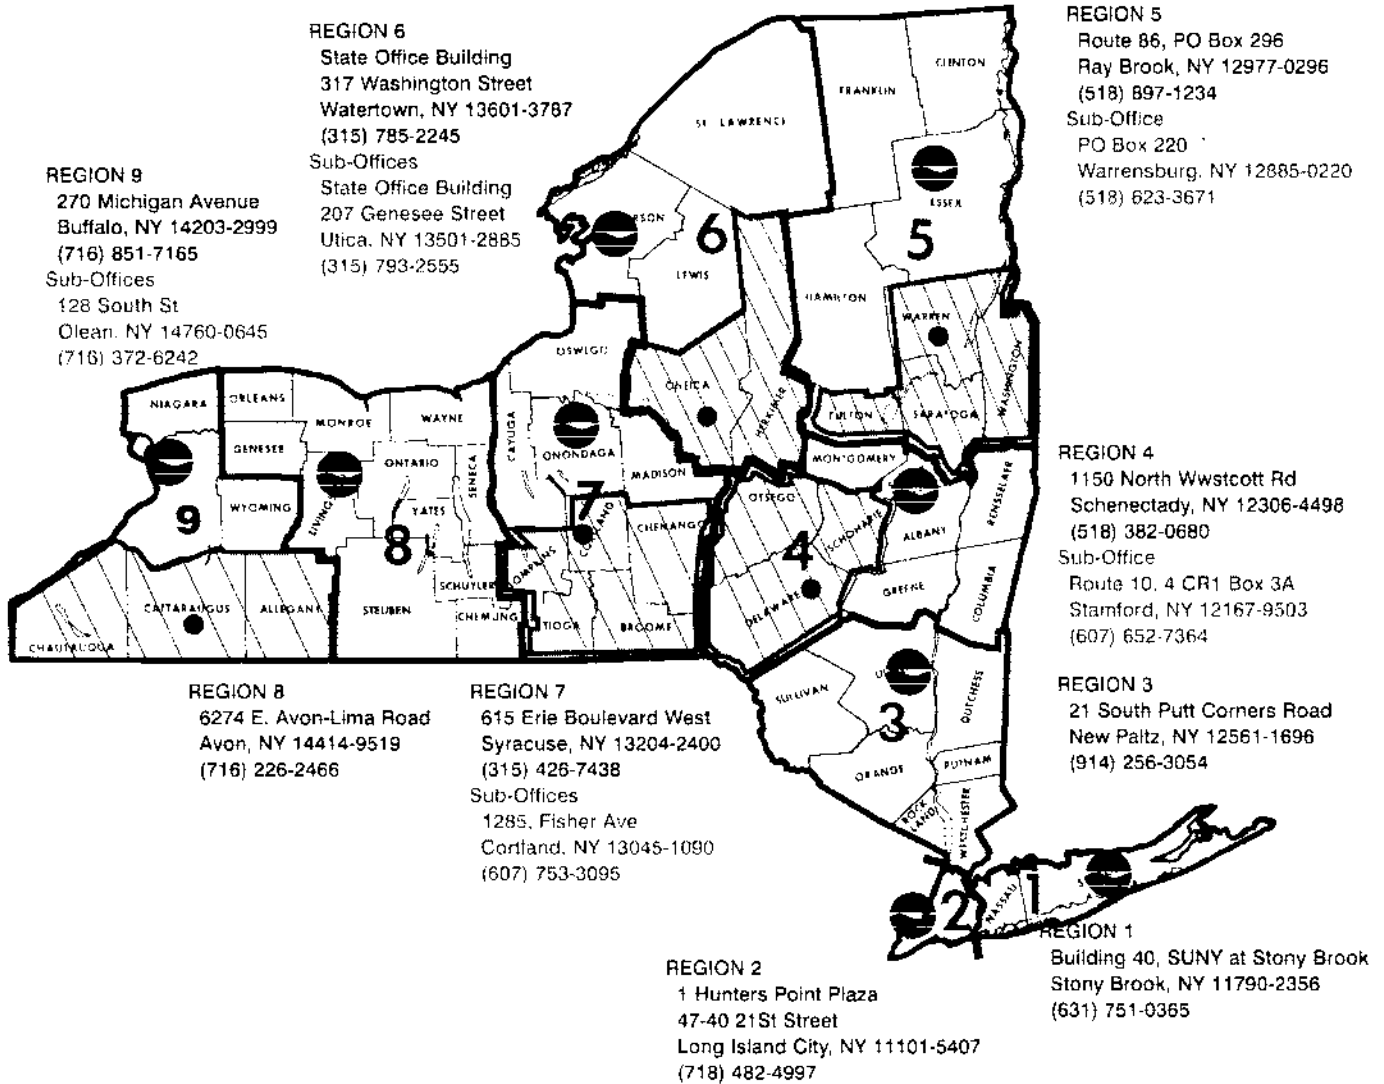 REGION 6
State Office Building
317 Washington Street
Watertown, NY 13601-3787
(315) 785-2245
Sub-Offices
State Office Building
207 Genesee Street
Utica, NY 13501-2885
(315) 793-2555
REGION 5
Route 86, PO Box 296
Ray Brook, NY 12977-0296
(518) 897-1234
Sub-Office
PO Box 220
Warrensburg, NY 12885-0220
(518) 623-3671
REGION 9
270 Michigan Avenue
Buffalo, NY 14203-2999
(716) 851-7165
Sub-Offices
128 South St
Olean, NY 14760-0645
(716) 372-6242
CLINTON
FRANKLIN
ST. LAWRENCE
ESSEX
5
6
LEWIS
HAMILTON
WARREN
WASHINGTON
OSWEGO
ONEIDA
HERKIMER
FULTON
SARATOGA
NIAGARA
ORLEANS
MONROE
WAYNE
CAYUGA
GENESEE
ONTARIO
SENECA
ONONDAGA
MADISON
MONTGOMERY
9
WYOMING
LIVING
YATES
8
7
CORTLAND
CHENANGO
OTSEGO
SCHOHARIE
4
ALBANY
RENSSELAER
SCHUYLER
TOMPKINS
CHAUTAUQUA
CATTARAUGUS
ALLEGANY
STEUBEN
CHEMUNG
TIOGA
BROOME
DELAWARE
GREENE
COLUMBIA
SULLIVAN
3
DUTCHESS
ORANGE
PUTNAM
ROCK
LAND
WESTCHESTER
2
NASSAU
1
REGION 4
1150 North Wwstcott Rd
Schenectady, NY 12306-4498
(518) 382-0680
Sub-Office
Route 10, 4 CR1 Box 3A
Stamford, NY 12167-9503
(607) 652-7364
REGION 3
21 South Putt Corners Road
New Paltz, NY 12561-1696
(914) 256-3054
REGION 8
6274 E. Avon-Lima Road
Avon, NY 14414-9519
(716) 226-2466
REGION 7
615 Erie Boulevard West
Syracuse, NY 13204-2400
(315) 426-7438
Sub-Offices
1285, Fisher Ave
Cortland, NY 13045-1090
(607) 753-3095
REGION 2
1 Hunters Point Plaza
47-40 21St Street
Long Island City, NY 11101-5407
(718) 482-4997
REGION 1
Building 40, SUNY at Stony Brook
Stony Brook, NY 11790-2356
(631) 751-0365